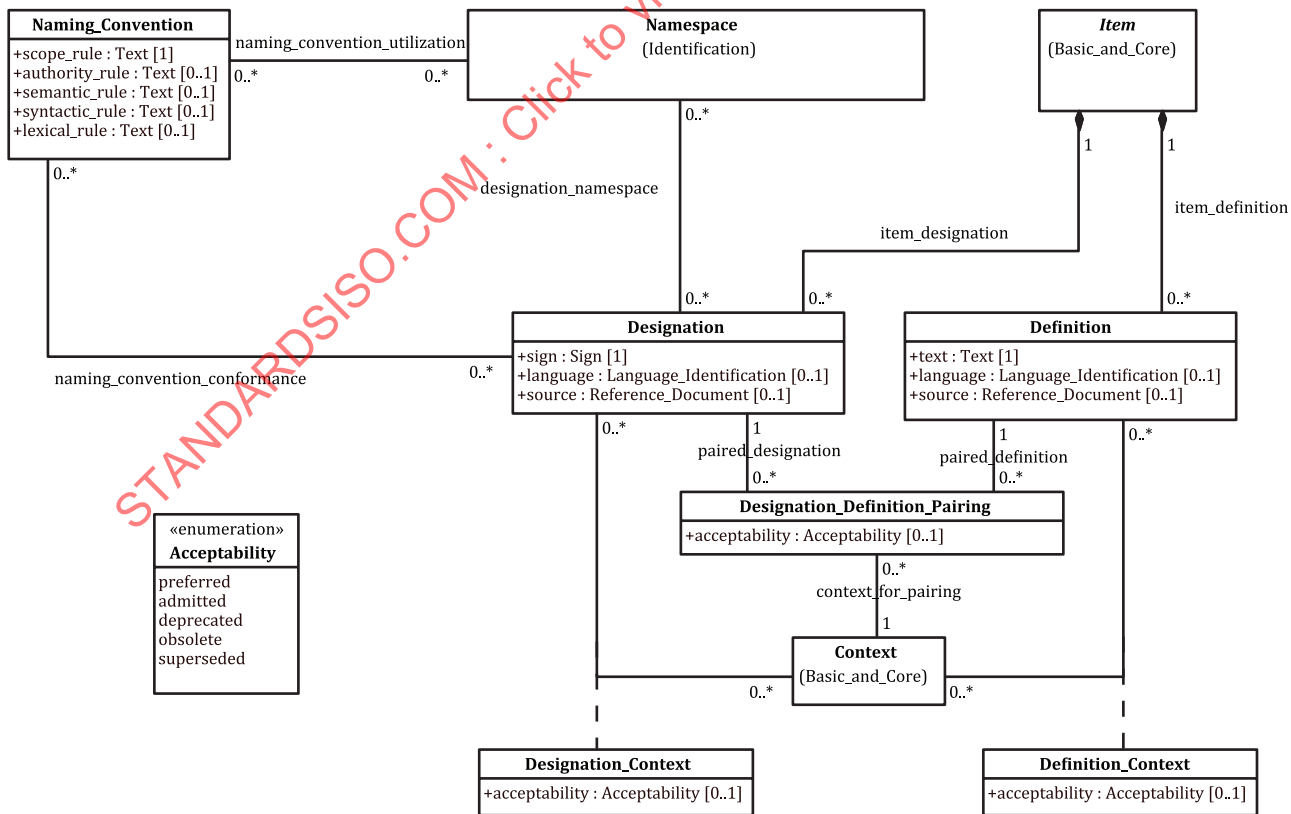 Naming_Convention
+scope_rule : Text [1]
+authority_rule : Text [0..1]
+semantic_rule : Text [0..1]
+syntactic_rule : Text [0..1]
+lexical_rule : Text [0..1]
naming_convention_utilization
0..*
0..*
Namespace
(Identification)
Item
(Basic_and_Core)
0..*
0..*
1
1
designation_namespace
item_designation
item_definition
0..*
0..*
0..*
Designation
+sign : Sign [1]
+language : Language_Identification [0..1]
+source : Reference_Document [0..1]
Definition
+text : Text [1]
+language : Language_Identification [0..1]
+source : Reference_Document [0..1]
naming_convention_conformance
0..*
0..*
1
paired_designation
0..*
1
paired_definition
0..*
0..*
Designation_Definition_Pairing
+acceptability : Acceptability [0..1]
«enumeration»
Acceptability
preferred
admitted
deprecated
obsolete
superseded
0..*
context_for_pairing
1
Context
(Basic_and_Core)
0..*
0..*
Designation_Context
+acceptability : Acceptability [0..1]
Definition_Context
+acceptability : Acceptability [0..1]
STANDARDSISO.COM : Click to